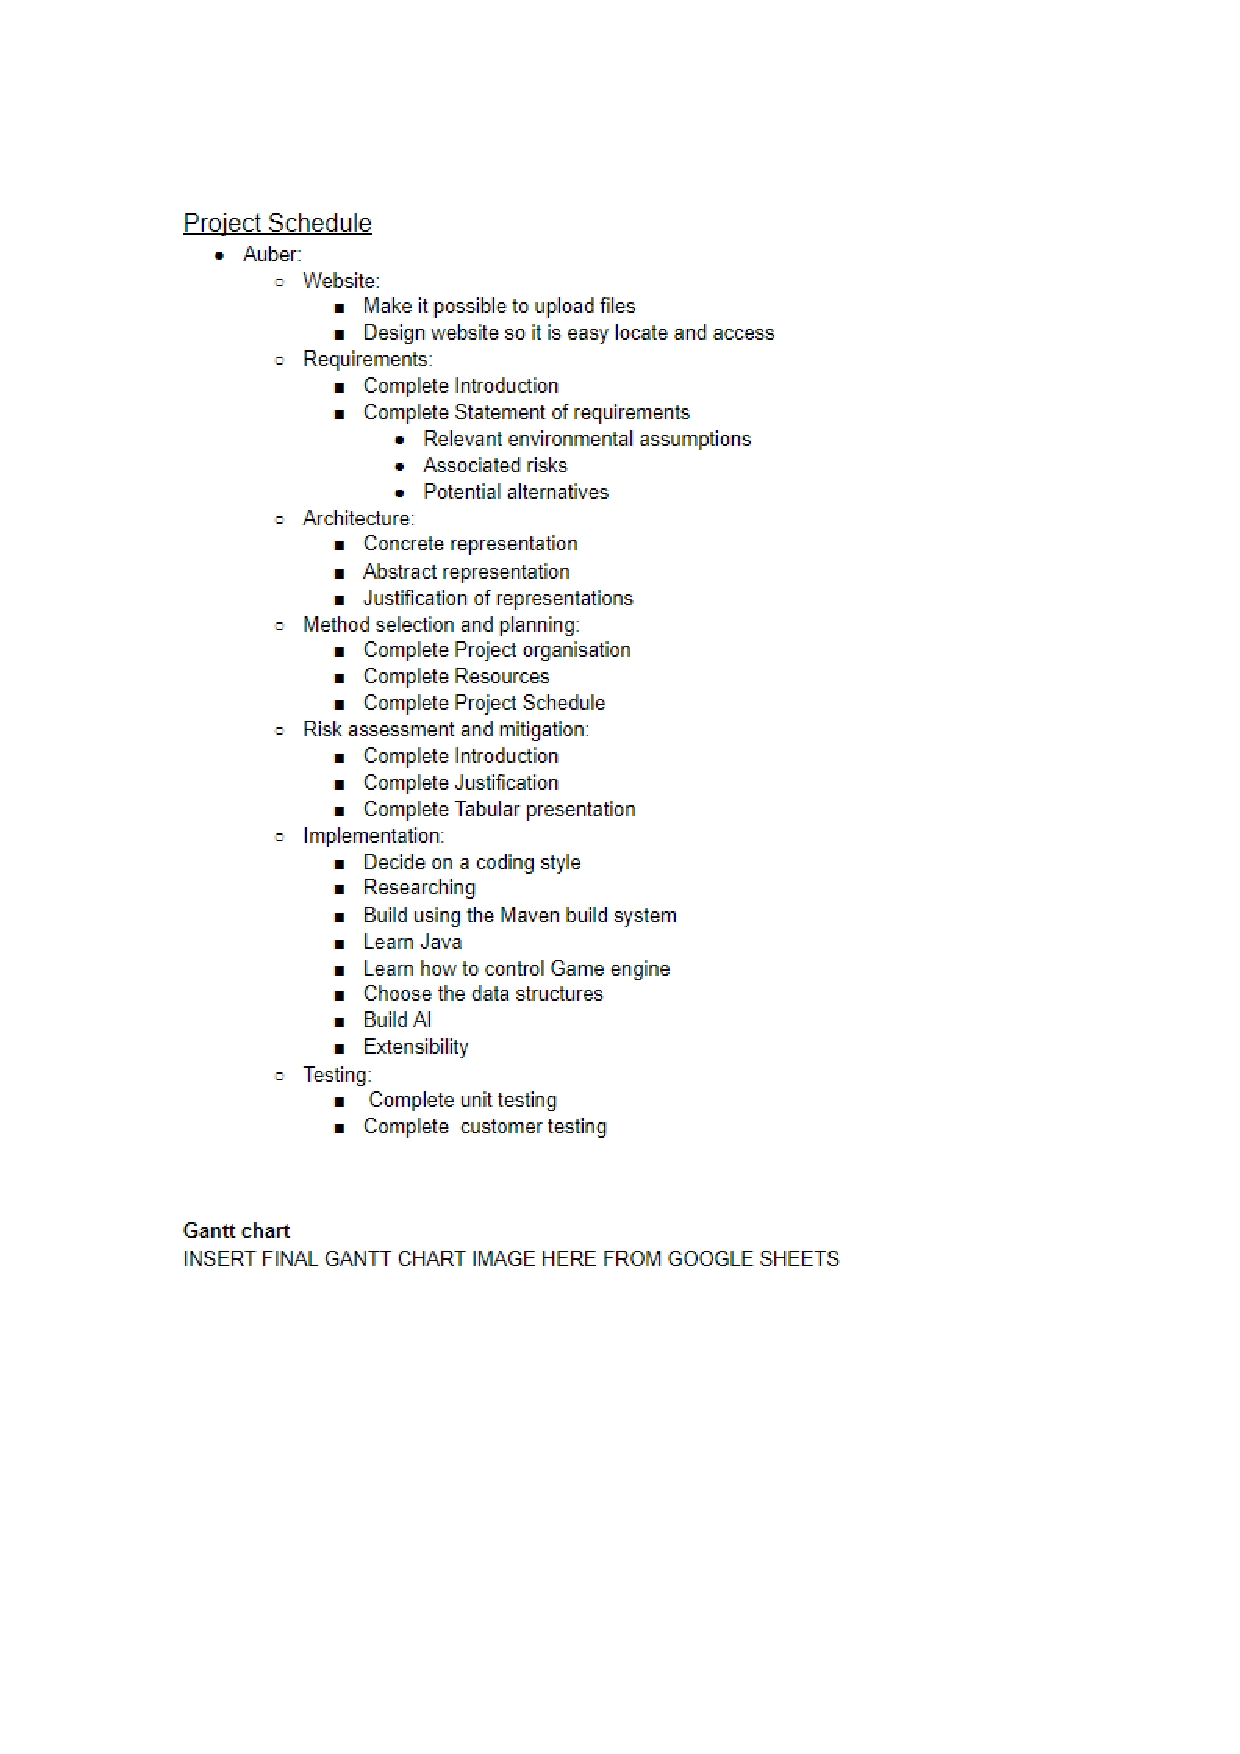 Project Schedule
● Auber:
○ Website:
■ Make it possible to upload files
■ Design website so it is easy locate and access
○ Requirements:
■ Complete Introduction
■ Complete Statement of requirements
● Relevant environmental assumptions
● Associated risks
● Potential alternatives
○ Architecture:
■ Concrete representation
■ Abstract representation
■ Justification of representations
○ Method selection and planning:
■ Complete Project organisation
■ Complete Resources
■ Complete Project Schedule
○ Risk assessment and mitigation:
■ Complete Introduction
■ Complete Justification
■ Complete Tabular presentation
○ Implementation:
■ Decide on a coding style
■ Researching
■ Build using the Maven build system
■ Learn Java
■ Learn how to control Game engine
■ Choose the data structures
■ Build AI
■ Extensibility
○ Testing:
■ Complete unit testing
■ Complete customer testing
Gantt chart
INSERT FINAL GANTT CHART IMAGE HERE FROM GOOGLE SHEETS